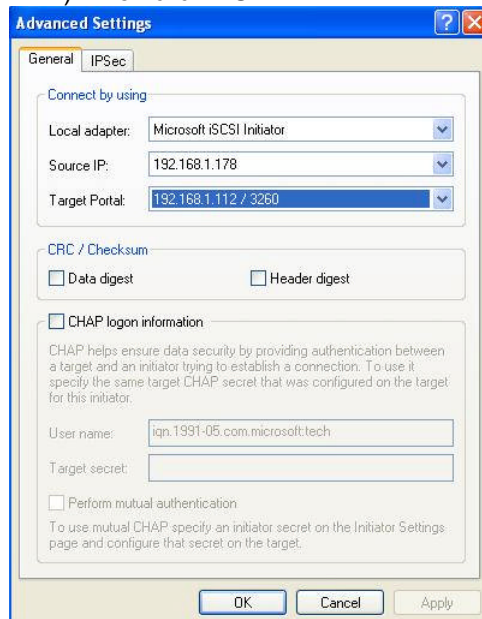 Advanced Settings
General IPSec
Connect by using
Local adapter: Microsoft iSCSI Initiator
Source IP: 192.168.1.178
Target Portal: 192.168.1.112 / 3260
CRC / Checksum
Data digest Header digest
CHAP logon information
CHAP helps ensure data security by providing authentication between
a target and an initiator trying to establish a connection. To use it
specify the same target CHAP secret that was configured on the target
for this initiator.
User name: iqn.1991-05.com.microsoft:tech
Target secret:
Perform mutual authentication
To use mutual CHAP specify an initiator secret on the Initiator Settings
page and configure that secret on the target.
OK Cancel Apply